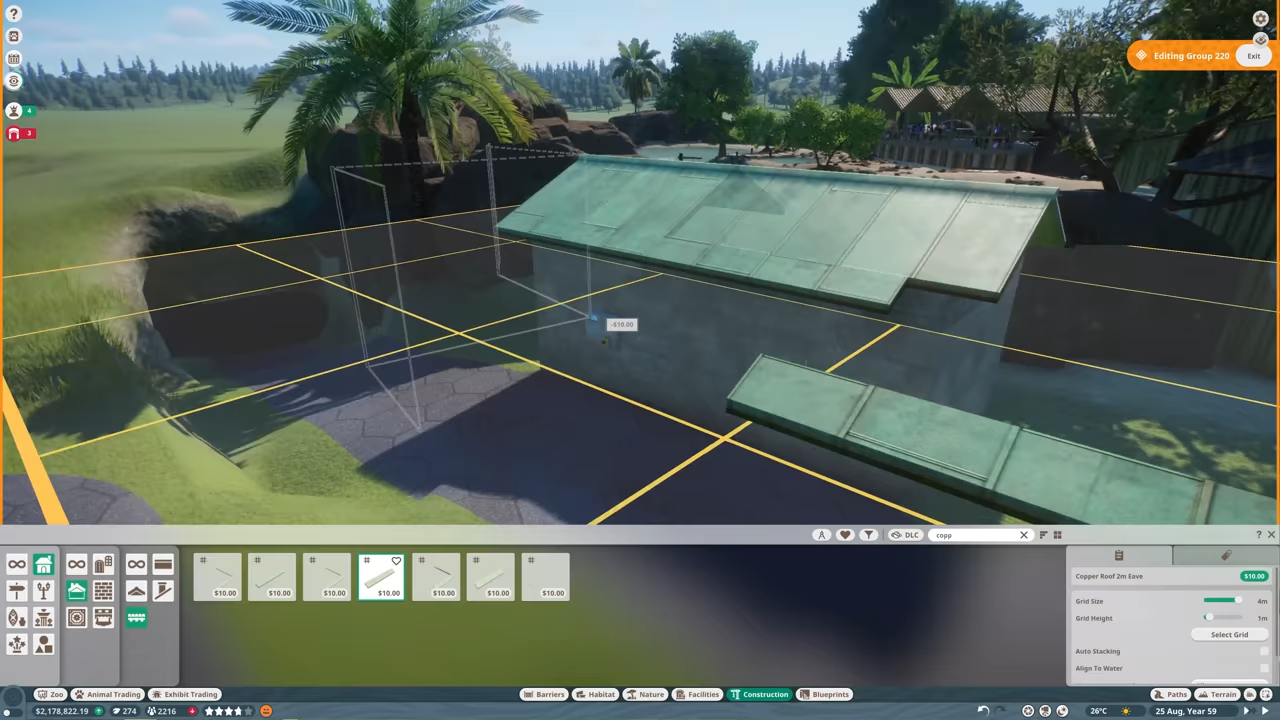 ?
Editing Group 220
Exit
4
3
-$10.00
DLC
copp
?
$10.00 $10.00 $10.00 $10.00 $10.00 $10.00 $10.00
Copper Roof 2m Eave $10.00
Grid Size 4m
Grid Height 1m
Select Grid
Auto Stacking
Align To Water
Zoo Animal Trading Exhibit Trading Barriers Habitat Nature Facilities Construction Blueprints Paths Terrain
$2,178,822.19 274 2216 26°C 25 Aug, Year 59